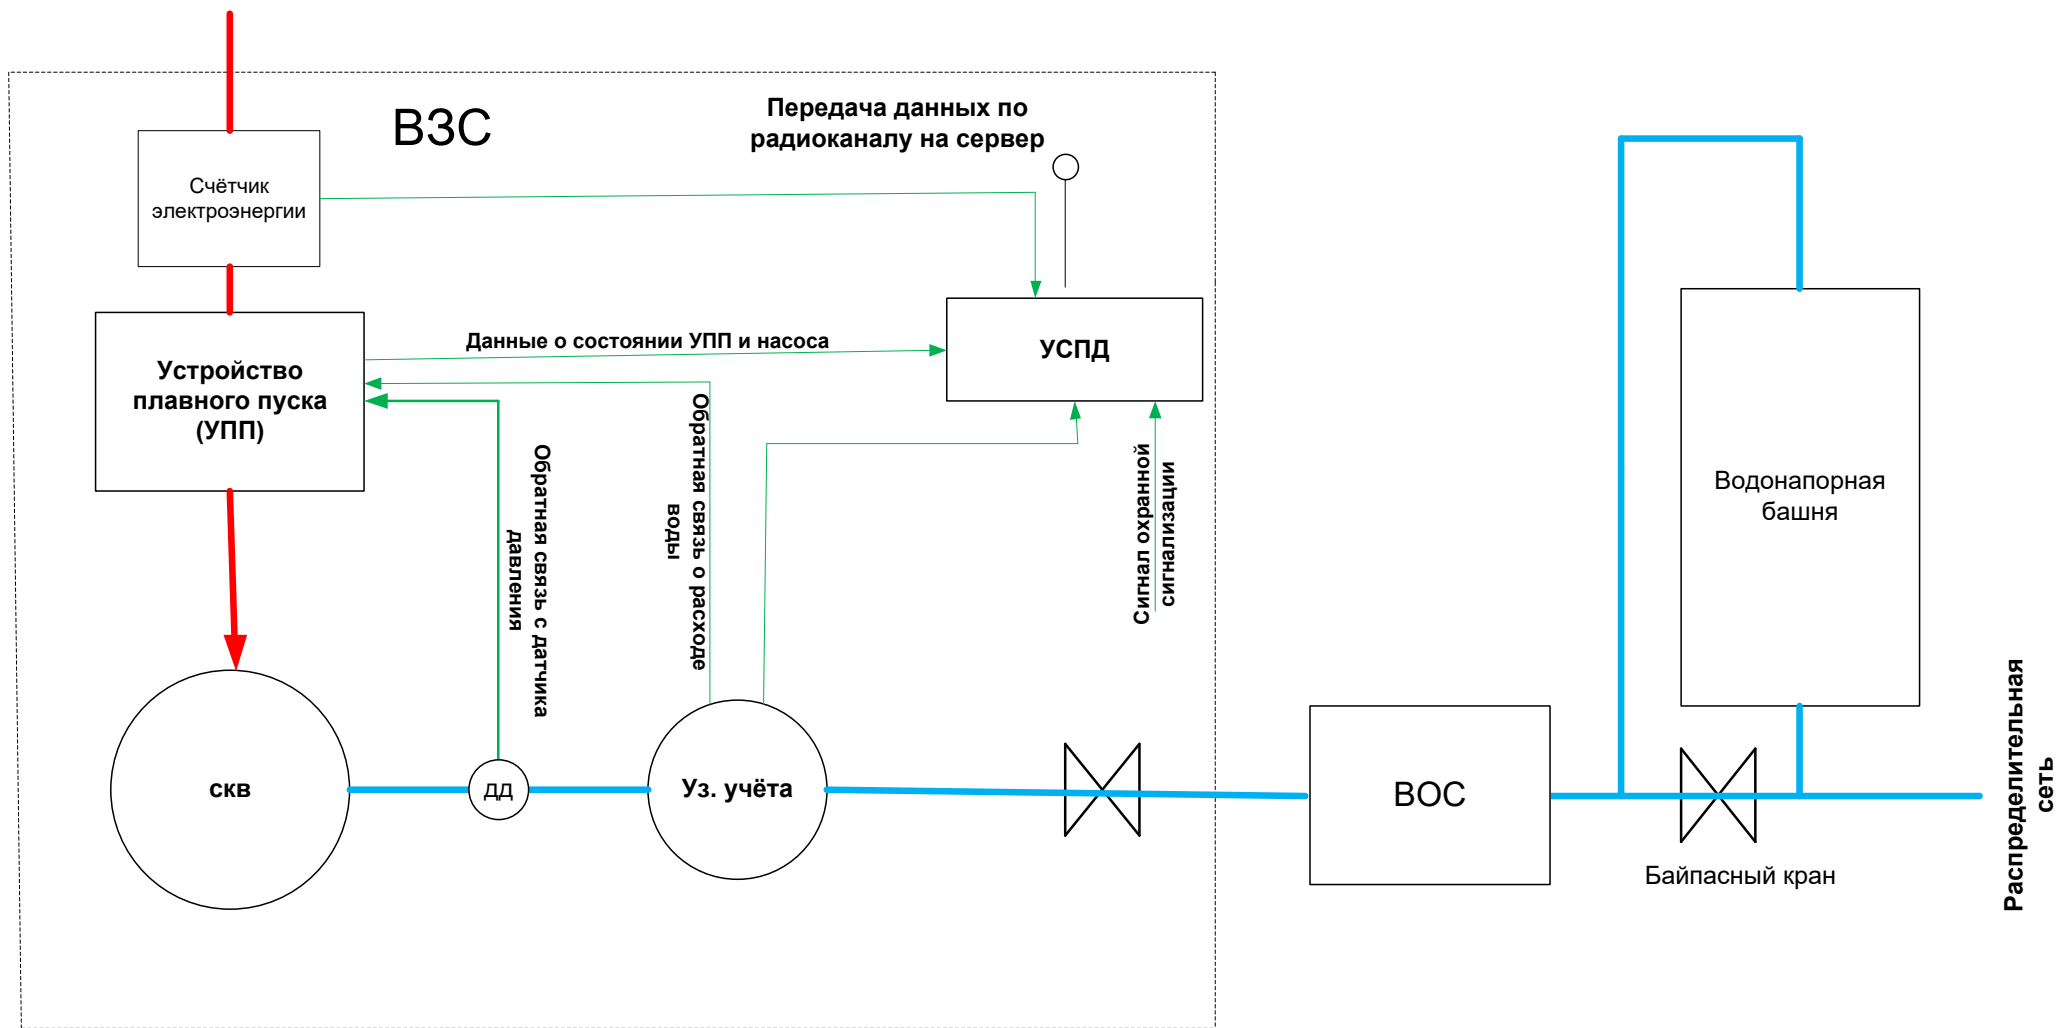 ВЗС
Передача данных по
радиоканалу на сервер
Счётчик
электроэнергии
Данные о состоянии УПП и насоса
УСПД
Устройство
плавного пуска
(УПП)
Обратная связь с датчика
давления
Обратная связь о расходе
воды
Сигнал охранной
сигнализации
Водонапорная
башня
скв
дд
Уз. учёта
ВОС
Байпасный кран
Распределительная
сеть